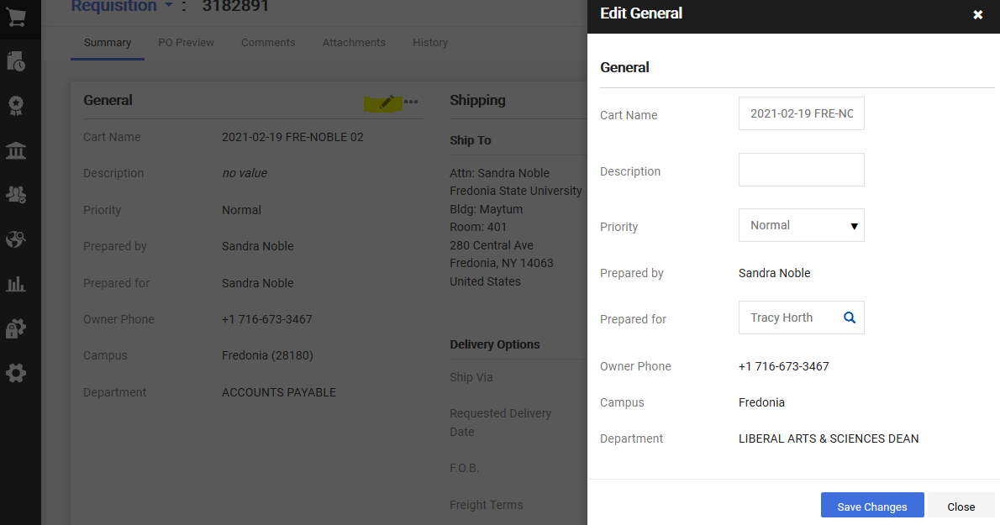 Requisition : 3182891
Summary PO Preview Comments Attachments History
General
Cart Name 2021-02-19 FRE-NOBLE 02
Description no value
Priority Normal
Prepared by Sandra Noble
Prepared for Sandra Noble
Owner Phone +1 716-673-3467
Campus Fredonia (28180)
Department ACCOUNTS PAYABLE
Shipping
Ship To
Attn: Sandra Noble
Fredonia State University
Bldg: Maytum
Room: 401
280 Central Ave
Fredonia, NY 14063
United States
Delivery Options
Ship Via
Requested Delivery
Date
F.O.B.
Freight Terms
Edit General
General
Cart Name 2021-02-19 FRE-NO
Description
Priority Normal
Prepared by Sandra Noble
Prepared for Tracy Horth
Owner Phone +1 716-673-3467
Campus Fredonia
Department LIBERAL ARTS & SCIENCES DEAN
Save Changes Close